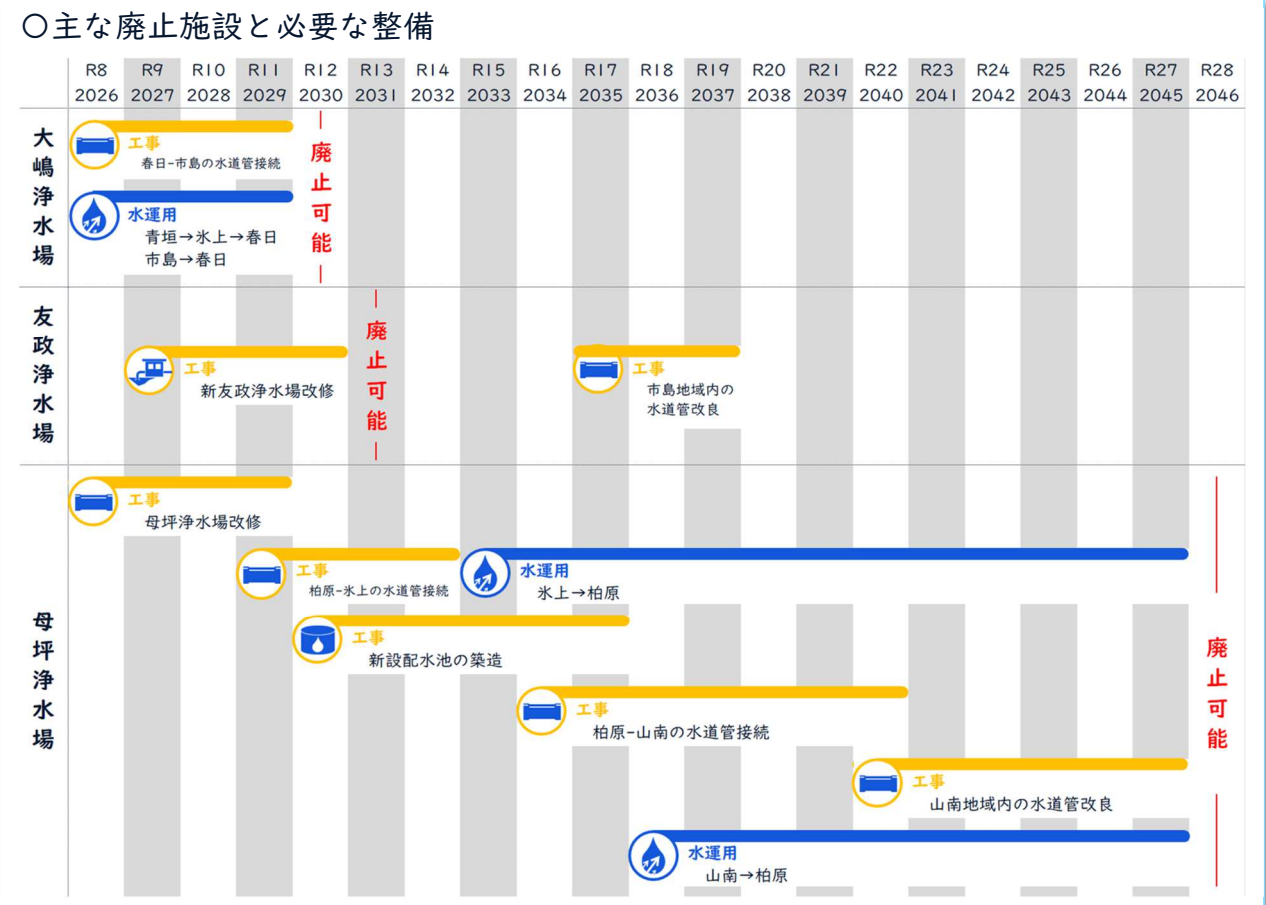 〇主な廃止施設と必要な整備
R8 R9 R10 R11 R12 R13 R14 R15 R16 R17 R18 R19 R20 R21 R22 R23 R24 R25 R26 R27 R28
2026 2027 2028 2029 2030 2031 2032 2033 2034 2035 2036 2037 2038 2039 2040 2041 2042 2043 2044 2045 2046
大嶋浄水場
工事
春日-市島の水道管接続
水運用
青垣→氷上→春日
市島→春日
廃止可能
友政浄水場
工事
新友政浄水場改修
廃止可能
工事
市島地域内の
水道管改良
母坪浄水場
工事
母坪浄水場改修
工事
柏原-氷上の水道管接続
水運用
氷上→柏原
工事
新設配水池の築造
工事
柏原-山南の水道管接続
工事
山南地域内の水道管改良
水運用
山南→柏原
廃止可能